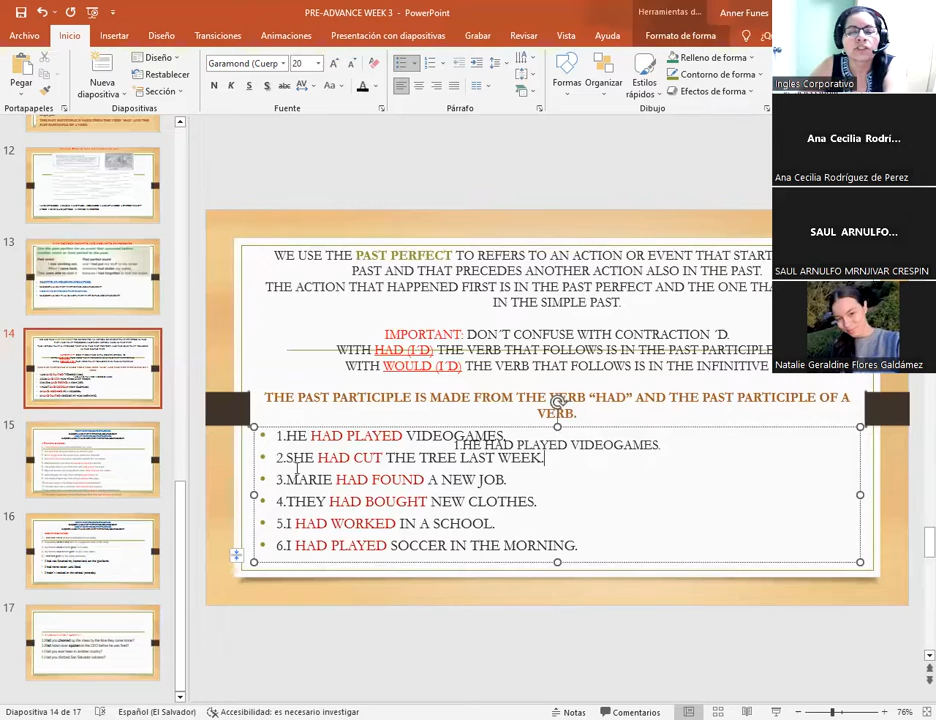 PRE-ADVANCE WEEK 3 - PowerPoint
Herramientas d...
Anner Funes
Archivo
Inicio
Insertar
Diseño
Transiciones
Animaciones
Presentación con diapositivas
Grabar
Revisar
Vista
Ayuda
Formato de forma
Pegar
Nueva
diapositiva
Diseño
Restablecer
Sección
Garamond (Cuerp
20
N K S abc AV Aa A
Formas
Organizar
Estilos
rápidos
Relleno de forma
Contorno de forma
Efectos de forma
Portapapeles
Diapositivas
Fuente
Párrafo
Dibujo
Ingles Corporativo
Ana Cecilia Rodrí...
Ana Cecilia Rodríguez de Perez
SAUL ARNULFO...
SAUL ARNULFO MRNJIVAR CRESPIN
Natalie Geraldine Flores Galdámez
12
13
14
15
16
17
WE USE THE PAST PERFECT TO REFERS TO AN ACTION OR EVENT THAT START
PAST AND THAT PRECEDES ANOTHER ACTION ALSO IN THE PAST.
THE ACTION THAT HAPPENED FIRST IS IN THE PAST PERFECT AND THE ONE THA
IN THE SIMPLE PAST.
IMPORTANT: DON´T CONFUSE WITH CONTRACTION ´D.
WITH HAD (I´D) THE VERB THAT FOLLOWS IS IN THE PAST PARTICIPLE
WITH WOULD (I´D) THE VERB THAT FOLLOWS IS IN THE INFINITIVE
THE PAST PARTICIPLE IS MADE FROM THE VERB “HAD” AND THE PAST PARTICIPLE OF A
VERB.
1.HE HAD PLAYED VIDEOGAMES.
1.HE HAD PLAYED VIDEOGAMES.
2.SHE HAD CUT THE TREE LAST WEEK.
3.MARIE HAD FOUND A NEW JOB.
4.THEY HAD BOUGHT NEW CLOTHES.
5.I HAD WORKED IN A SCHOOL.
6.I HAD PLAYED SOCCER IN THE MORNING.
Diapositiva 14 de 17
Español (El Salvador)
Accesibilidad: es necesario investigar
Notas
Comentarios
76%